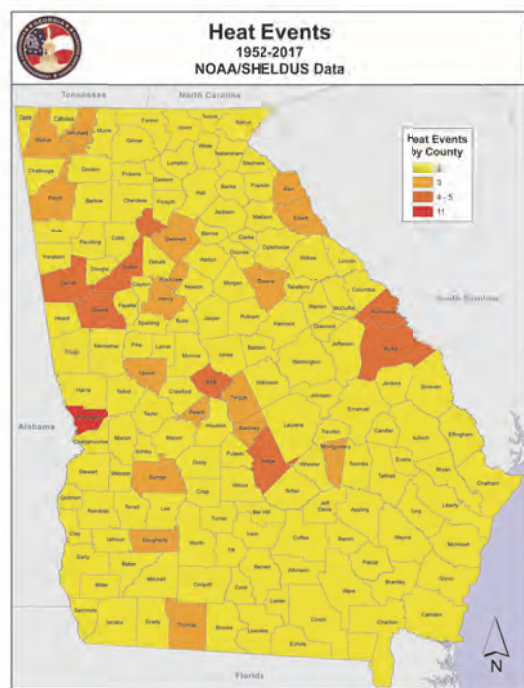 Heat Events
1952-2017
NOAA/SHELDUS Data
Tennessee
North Carolina
Heat Events
by County
3
4 - 5
11
South Carolina
Alabama
Florida
N
Dade
Catoosa
Walker
Whitfield
Murray
Fannin
Union
Towns
Rabun
Gilmer
White
Habersham
Lumpkin
Stephens
Chattooga
Gordon
Pickens
Dawson
Hall
Banks
Franklin
Hart
Floyd
Bartow
Cherokee
Forsyth
Jackson
Madison
Elbert
Polk
Paulding
Cobb
Gwinnett
Barrow
Clarke
Oglethorpe
Wilkes
Lincoln
Haralson
Douglas
Fulton
Dekalb
Walton
Oconee
Carroll
Clayton
Rockdale
Newton
Morgan
Greene
Taliaferro
McDuffie
Columbia
Coweta
Fayette
Henry
Warren
Richmond
Heard
Spalding
Butts
Jasper
Putnam
Hancock
Glascock
Jefferson
Burke
Troup
Meriwether
Pike
Lamar
Monroe
Jones
Baldwin
Washington
Jenkins
Screven
Harris
Talbot
Upson
Crawford
Bibb
Twiggs
Wilkinson
Johnson
Emanuel
Taylor
Peach
Houston
Bleckley
Laurens
Treutlen
Candler
Bulloch
Effingham
Chattahoochee
Marion
Macon
Schley
Dooly
Pulaski
Dodge
Wheeler
Montgomery
Toombs
Evans
Bryan
Chatham
Stewart
Webster
Sumter
Crisp
Wilcox
Telfair
Tattnall
Quitman
Randolph
Terrell
Lee
Turner
Ben Hill
Jeff
Davis
Appling
Long
Liberty
Clay
Calhoun
Dougherty
Worth
Tift
Irwin
Coffee
Bacon
Wayne
McIntosh
Early
Baker
Mitchell
Colquitt
Berrien
Atkinson
Pierce
Brantley
Glynn
Miller
Cook
Lanier
Ware
Seminole
Decatur
Grady
Thomas
Brooks
Lowndes
Clinch
Echols
Charlton
Camden